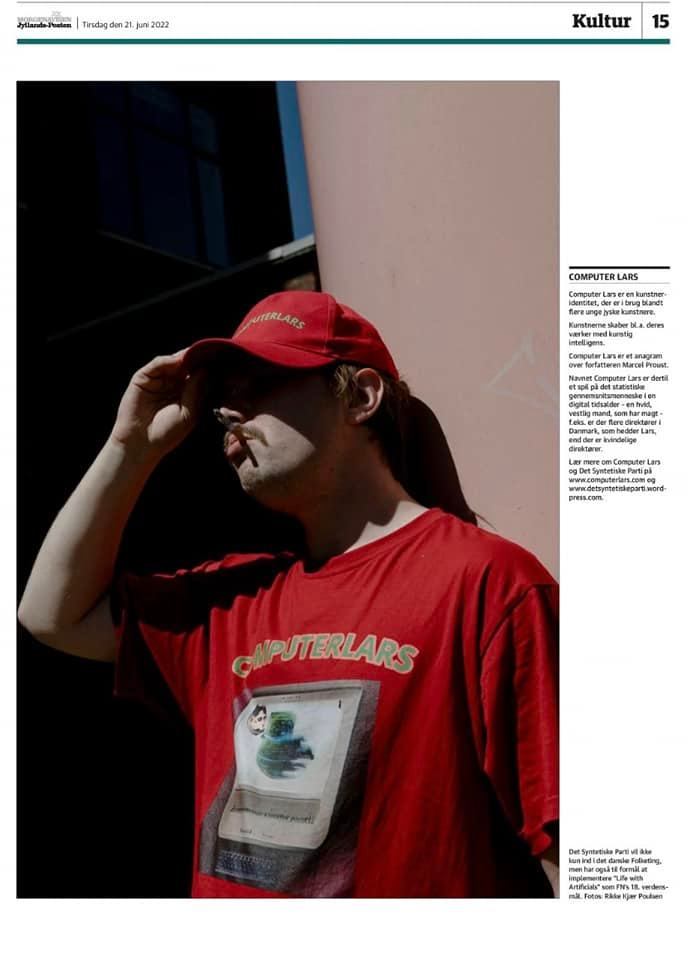 MORGENAVISEN
Jyllands-Posten
Tirsdag den 21. juni 2022
Kultur
15
COMPUTERLARS
COMPUTERLARS
COMPUTER LARS
Computer Lars er en kunstner-
identitet, der er i brug blandt
flere unge jyske kunstnere.
Kunstnerne skaber bl.a. deres
værker med kunstig
intelligens.
Computer Lars er et anagram
over forfatteren Marcel Proust.
Navnet Computer Lars er dertil
et spil på det statistiske
gennemsnitsmenneske i en
digital tidsalder – en hvid,
vestlig mand, som har magt –
f.eks. er der flere direktører i
Danmark, som hedder Lars,
end der er kvindelige
direktører.
Lær mere om Computer Lars
og Det Syntetiske Parti på
www.computerlars.com og
www.detsyntetiskeparti.word-
press.com.
Det Syntetiske Parti vil ikke
kun ind i det danske Folketing,
men har også til formål at
implementere "Life with
Artificials" som FN's 18. verdens-
mål. Fotos: Rikke Kjær Poulsen